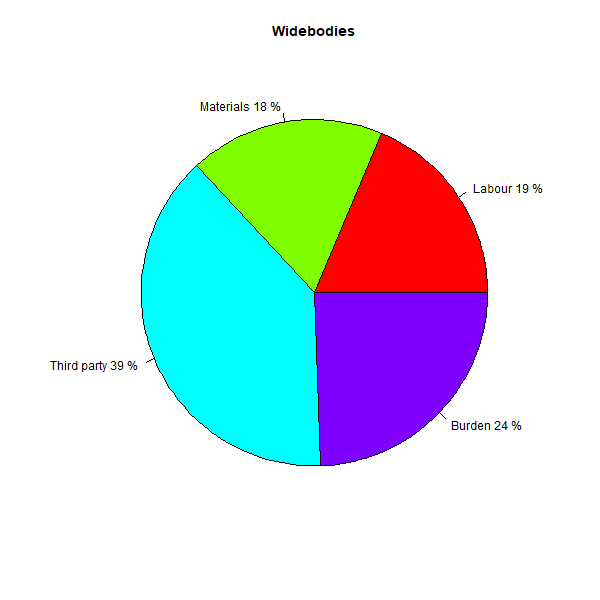 Widebodies
Materials 18 %
Labour 19 %
Third party 39 %
Burden 24 %